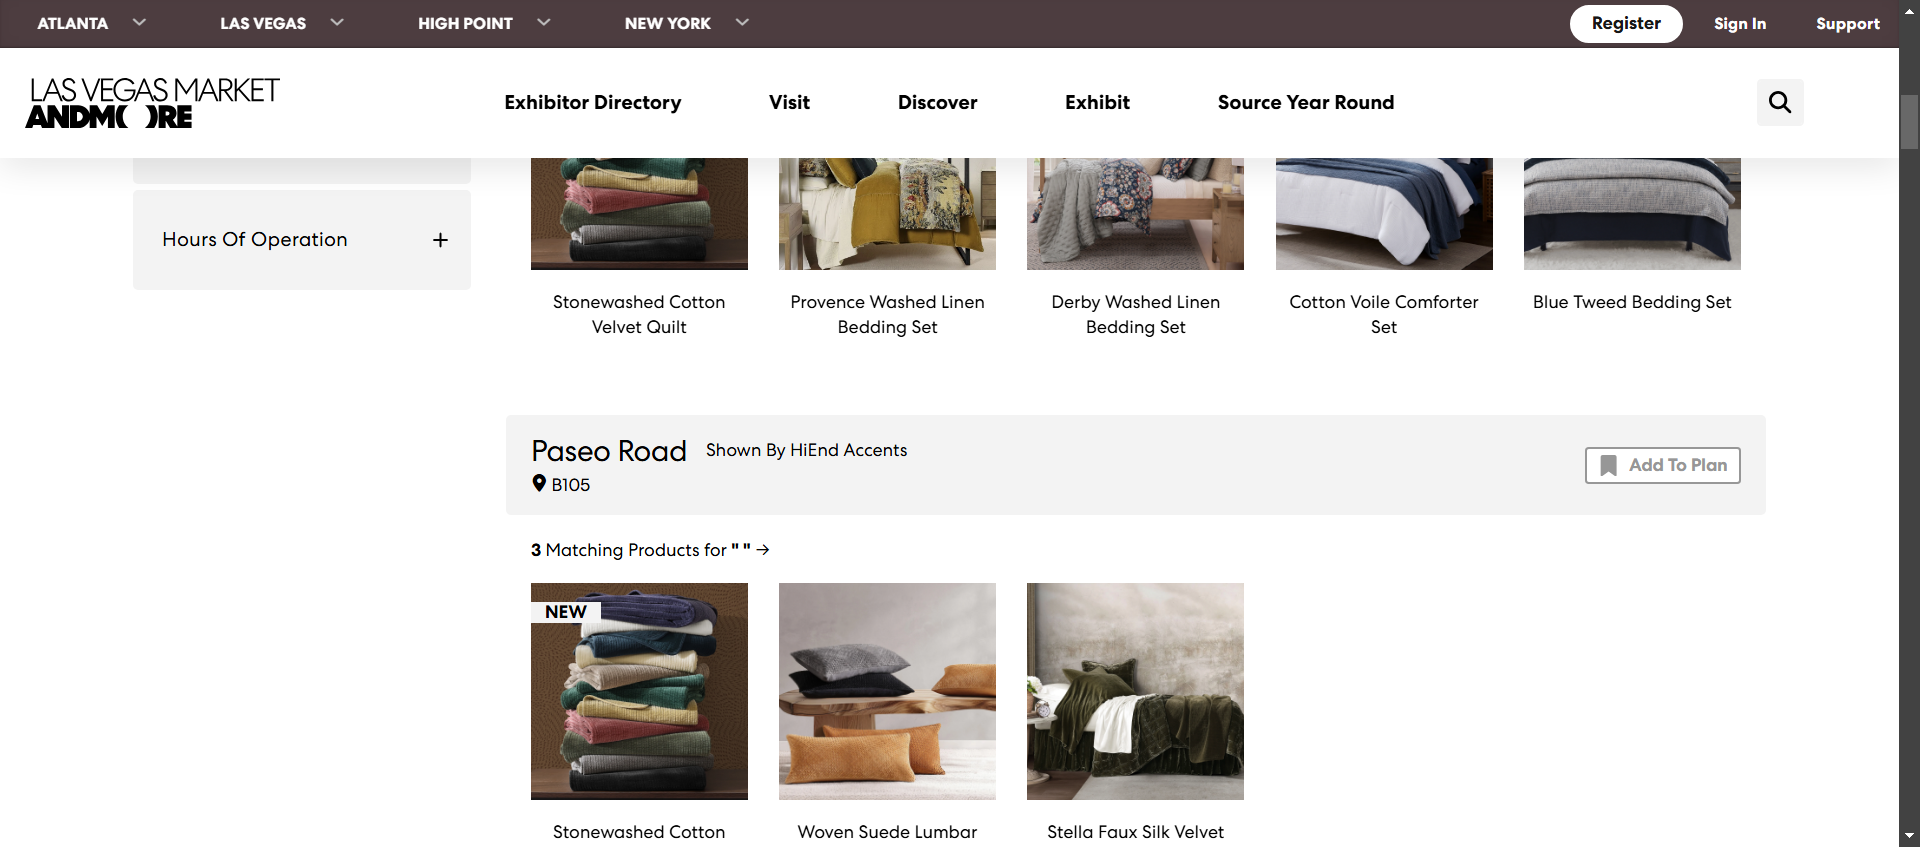 ATLANTA
LAS VEGAS
HIGH POINT
NEW YORK
Register
Sign In
Support
LAS VEGAS MARKET
ANDMORE
Exhibitor Directory
Visit
Discover
Exhibit
Source Year Round
Hours Of Operation
Stonewashed Cotton
Velvet Quilt
Provence Washed Linen
Bedding Set
Derby Washed Linen
Bedding Set
Cotton Voile Comforter
Set
Blue Tweed Bedding Set
Paseo Road Shown By HiEnd Accents
B105
Add To Plan
3 Matching Products for " " →
NEW
Stonewashed Cotton
Woven Suede Lumbar
Stella Faux Silk Velvet